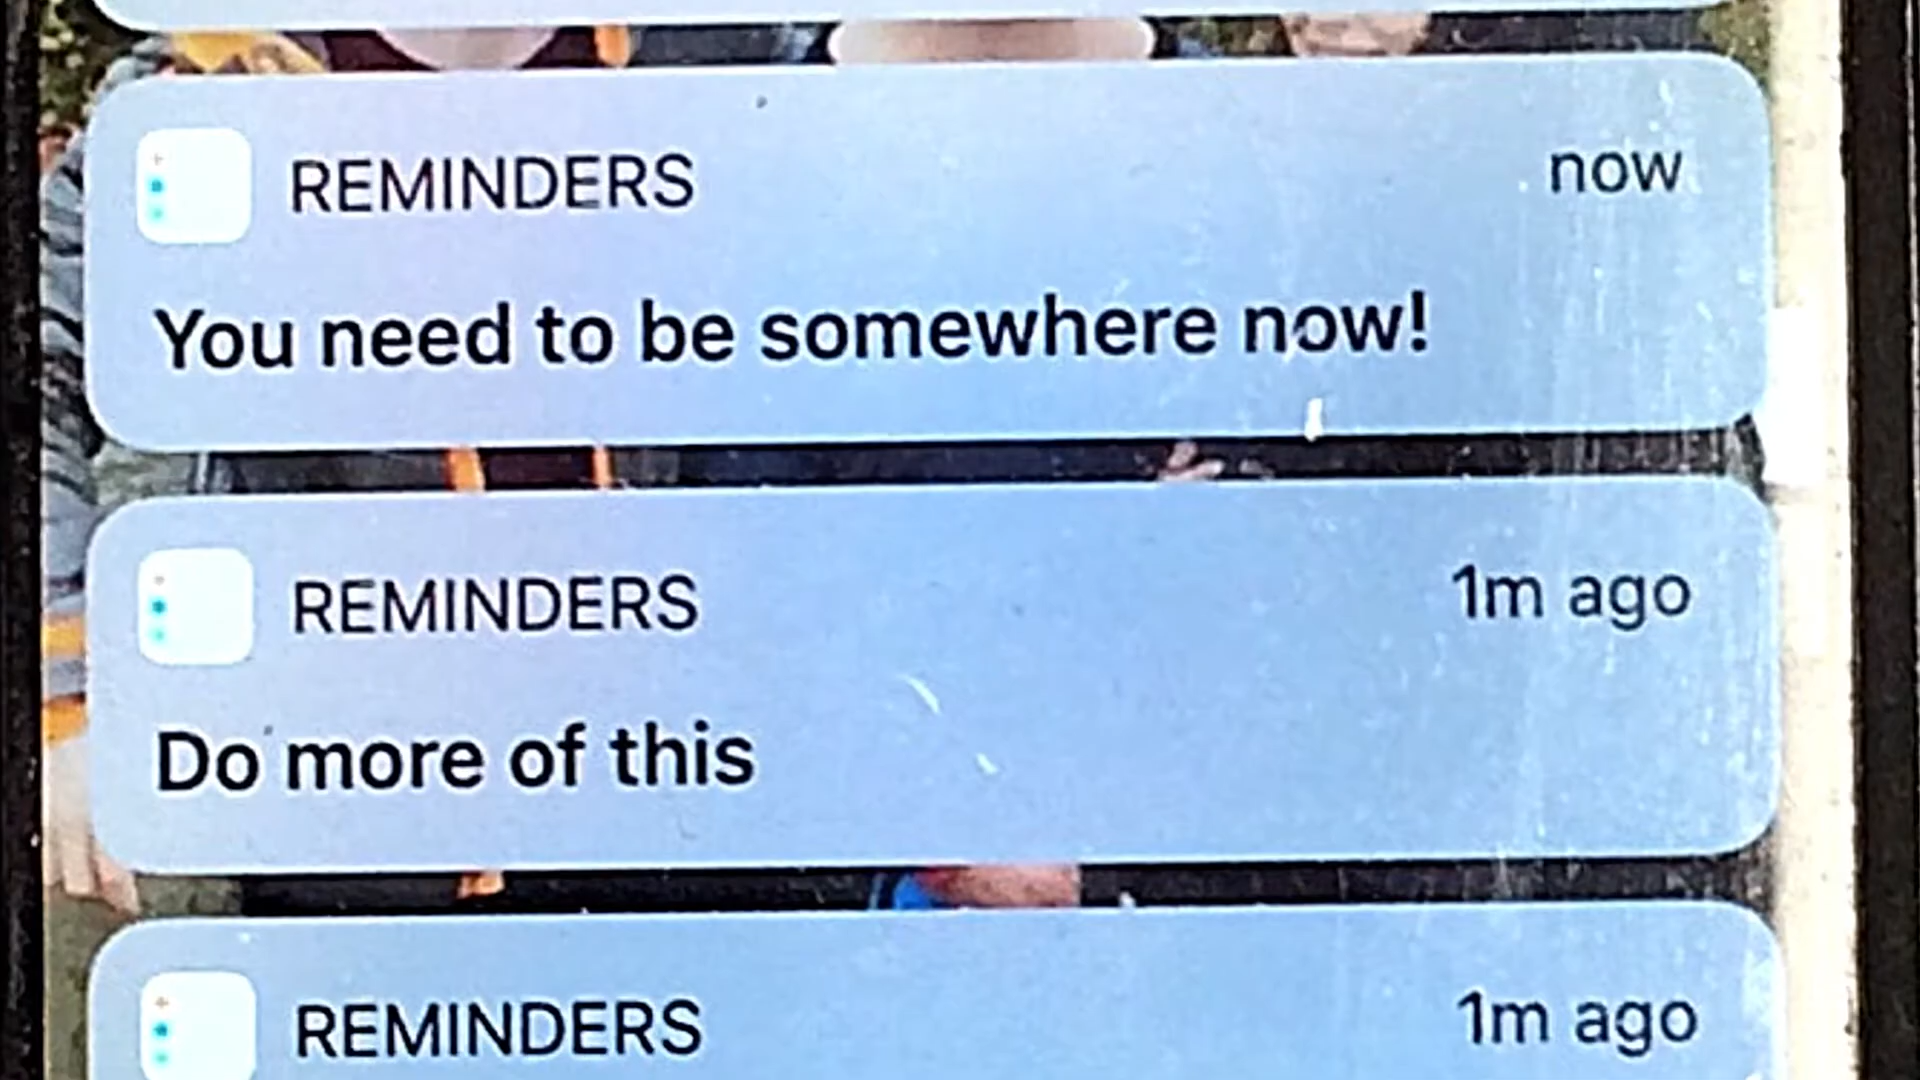 REMINDERS now
You need to be somewhere now!
REMINDERS 1m ago
Do more of this
REMINDERS 1m ago